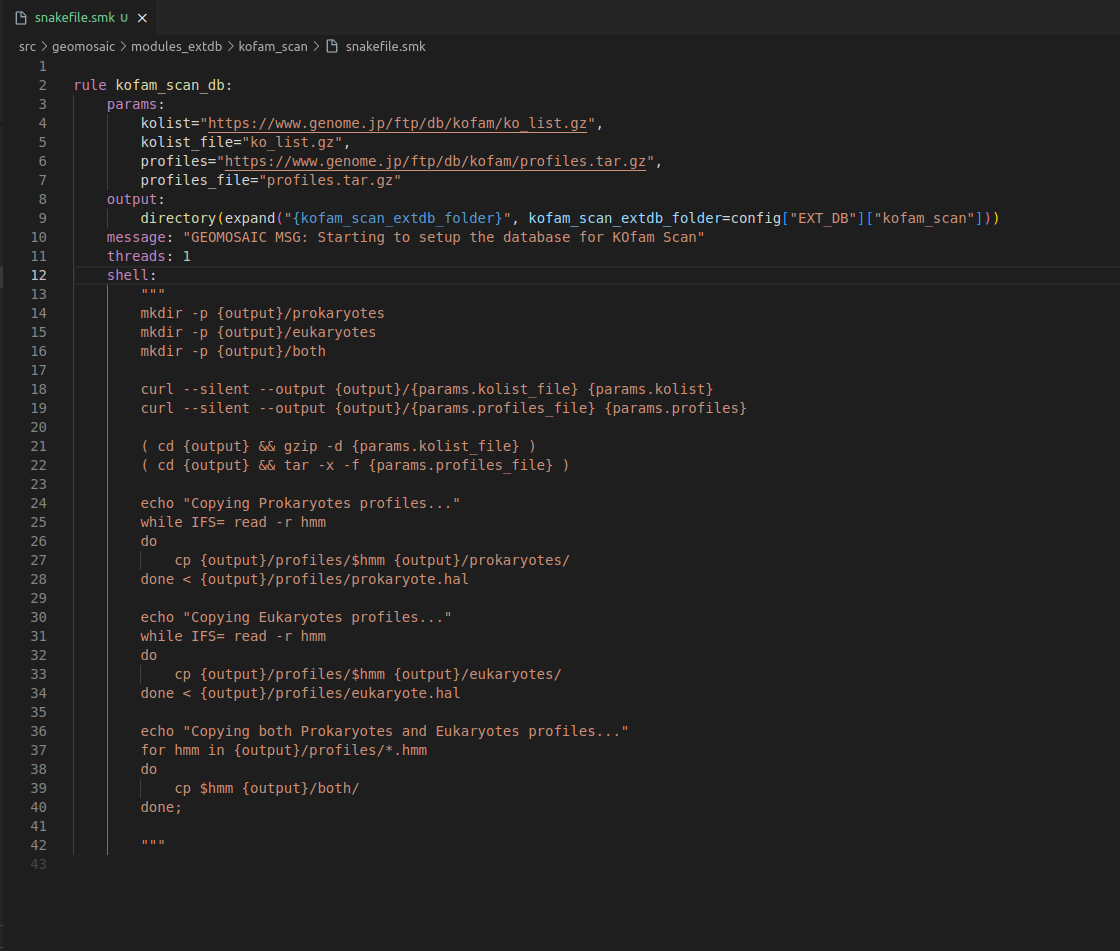 snakefile.smk U ×
src > geomosaic > modules_extdb > kofam_scan > snakefile.smk
1
2 rule kofam_scan_db:
3     params:
4         kolist="https://www.genome.jp/ftp/db/kofam/ko_list.gz",
5         kolist_file="ko_list.gz",
6         profiles="https://www.genome.jp/ftp/db/kofam/profiles.tar.gz",
7         profiles_file="profiles.tar.gz"
8     output:
9         directory(expand("{kofam_scan_extdb_folder}", kofam_scan_extdb_folder=config["EXT_DB"]["kofam_scan"]))
10     message: "GEOMOSAIC MSG: Starting to setup the database for KOfam Scan"
11     threads: 1
12     shell:
13         """
14         mkdir -p {output}/prokaryotes
15         mkdir -p {output}/eukaryotes
16         mkdir -p {output}/both
17
18         curl --silent --output {output}/{params.kolist_file} {params.kolist}
19         curl --silent --output {output}/{params.profiles_file} {params.profiles}
20
21         ( cd {output} && gzip -d {params.kolist_file} )
22         ( cd {output} && tar -x -f {params.profiles_file} )
23
24         echo "Copying Prokaryotes profiles..."
25         while IFS= read -r hmm
26         do
27             cp {output}/profiles/$hmm {output}/prokaryotes/
28         done < {output}/profiles/prokaryote.hal
29
30         echo "Copying Eukaryotes profiles..."
31         while IFS= read -r hmm
32         do
33             cp {output}/profiles/$hmm {output}/eukaryotes/
34         done < {output}/profiles/eukaryote.hal
35
36         echo "Copying both Prokaryotes and Eukaryotes profiles..."
37         for hmm in {output}/profiles/*.hmm
38         do
39             cp $hmm {output}/both/
40         done;
41
42         """
43